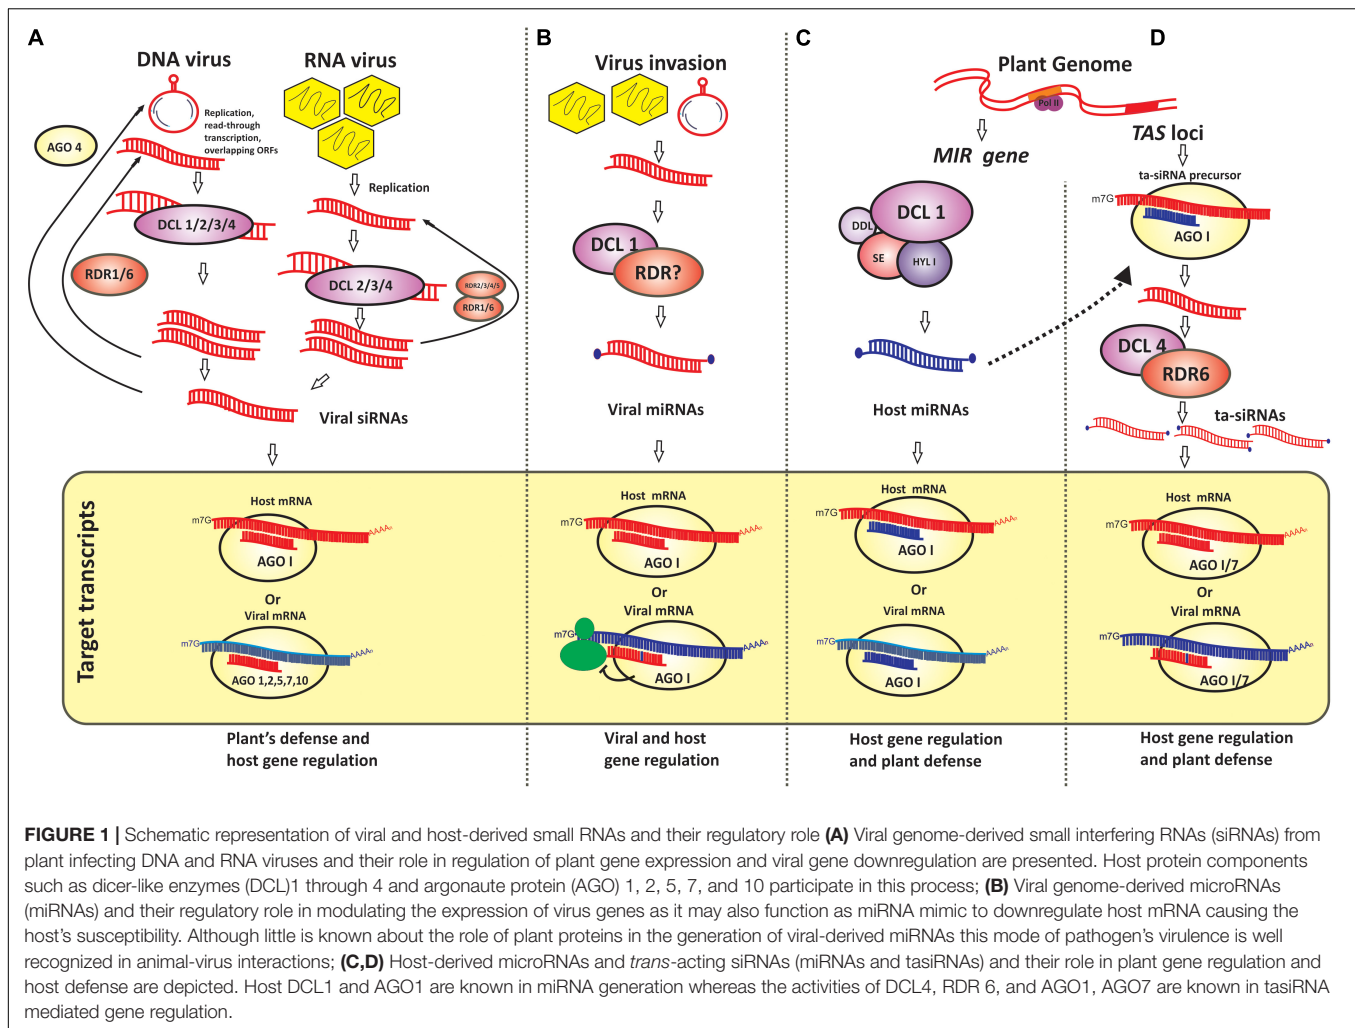 A
DNA virus
RNA virus
Replication,
read-through
transcription,
overlapping ORFs
AGO 4
Replication
DCL 1/2/3/4
RDR1/6
DCL 2/3/4
RDR2/3/4/5
RDR1/6
Viral siRNAs
B
Virus invasion
DCL 1
RDR?
Viral miRNAs
C
D
Plant Genome
Pol II
MIR gene
DCL 1
DDL
SE
HYL I
Host miRNAs
TAS loci
ta-siRNA precursor
m7G
AGO I
DCL 4
RDR6
ta-siRNAs
Target transcripts
Host mRNA
m7G
AAAAn
AGO I
Or
Viral mRNA
m7G
AAAAn
AGO 1,2,5,7,10
Host mRNA
m7G
AAAAn
AGO I
Or
Viral mRNA
m7G
AAAAn
AGO I
Host mRNA
m7G
AAAAn
AGO I
Or
Viral mRNA
m7G
AAAAn
AGO I
Host mRNA
m7G
AAAAn
AGO I/7
Or
Viral mRNA
m7G
AAAAn
AGO I/7
Plant's defense and
host gene regulation
Viral and host
gene regulation
Host gene regulation
and plant defense
Host gene regulation
and plant defense
FIGURE 1 | Schematic representation of viral and host-derived small RNAs and their regulatory role (A) Viral genome-derived small interfering RNAs (siRNAs) from
plant infecting DNA and RNA viruses and their role in regulation of plant gene expression and viral gene downregulation are presented. Host protein components
such as dicer-like enzymes (DCL)1 through 4 and argonaute protein (AGO) 1, 2, 5, 7, and 10 participate in this process; (B) Viral genome-derived microRNAs
(miRNAs) and their regulatory role in modulating the expression of virus genes as it may also function as miRNA mimic to downregulate host mRNA causing the
host's susceptibility. Although little is known about the role of plant proteins in the generation of viral-derived miRNAs this mode of pathogen's virulence is well
recognized in animal-virus interactions; (C,D) Host-derived microRNAs and trans-acting siRNAs (miRNAs and tasiRNAs) and their role in plant gene regulation and
host defense are depicted. Host DCL1 and AGO1 are known in miRNA generation whereas the activities of DCL4, RDR 6, and AGO1, AGO7 are known in tasiRNA
mediated gene regulation.